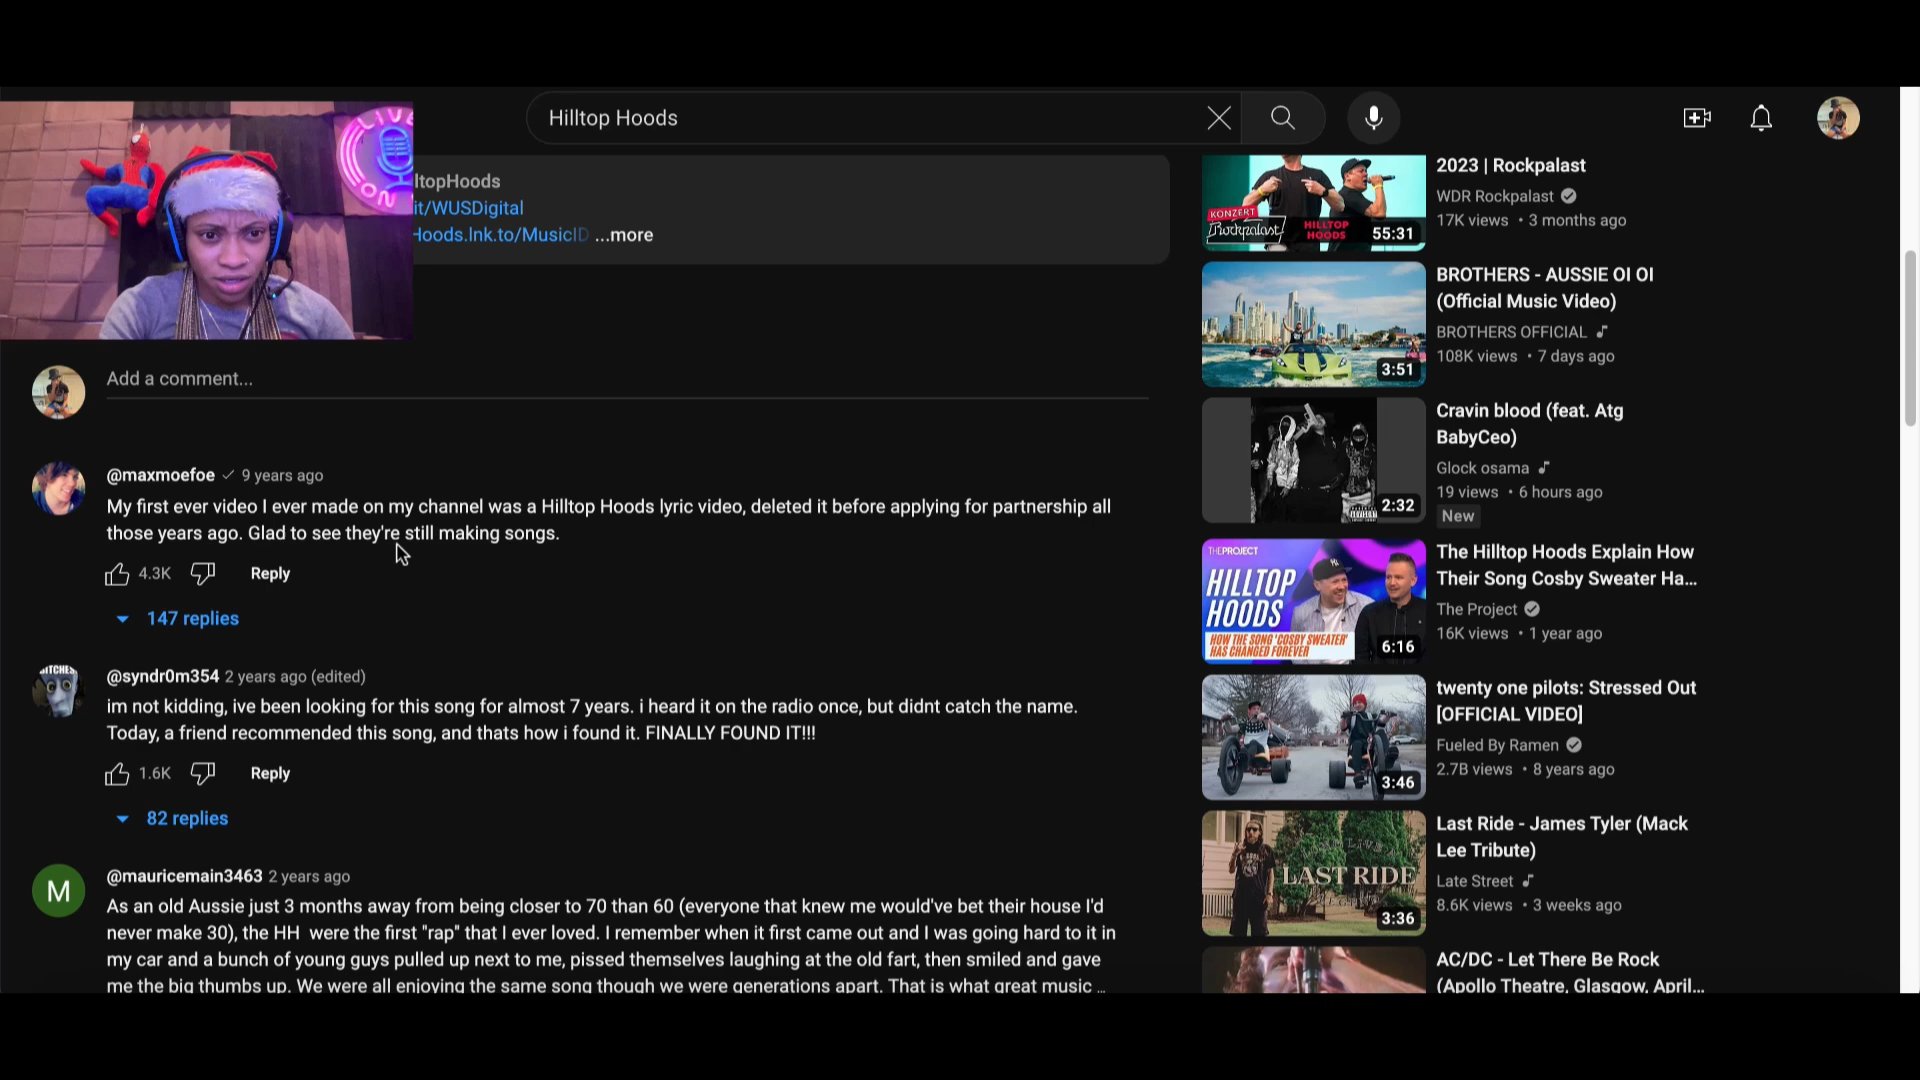 LIVE
ON
Hilltop Hoods
ltopHoods
it/WUSDigital
Hoods.lnk.to/MusicID ...more
Add a comment...
@maxmoefoe 9 years ago
My first ever video I ever made on my channel was a Hilltop Hoods lyric video, deleted it before applying for partnership all
those years ago. Glad to see they're still making songs.
4.3K Reply
147 replies
@syndr0m354 2 years ago (edited)
im not kidding, ive been looking for this song for almost 7 years. i heard it on the radio once, but didnt catch the name.
Today, a friend recommended this song, and thats how i found it. FINALLY FOUND IT!!!
1.6K Reply
82 replies
M
@mauricemain3463 2 years ago
As an old Aussie just 3 months away from being closer to 70 than 60 (everyone that knew me would've bet their house I'd
never make 30), the HH were the first "rap" that I ever loved. I remember when it first came out and I was going hard to it in
my car and a bunch of young guys pulled up next to me, pissed themselves laughing at the old fart, then smiled and gave
me the big thumbs up. We were all enjoying the same song though we were generations apart. That is what great music ...
KONZERT
Rockpalast
HILLTOP
HOODS
55:31
2023 | Rockpalast
WDR Rockpalast
17K views • 3 months ago
3:51
BROTHERS - AUSSIE OI OI
(Official Music Video)
BROTHERS OFFICIAL
108K views • 7 days ago
2:32
Cravin blood (feat. Atg
BabyCeo)
Glock osama
19 views • 6 hours ago
New
THEPROJECT
HILLTOP
HOODS
HOW THE SONG 'COSBY SWEATER'
HAS CHANGED FOREVER
6:16
The Hilltop Hoods Explain How
Their Song Cosby Sweater Ha...
The Project
16K views • 1 year ago
3:46
twenty one pilots: Stressed Out
[OFFICIAL VIDEO]
Fueled By Ramen
2.7B views • 8 years ago
LAST RIDE
3:36
Last Ride - James Tyler (Mack
Lee Tribute)
Late Street
8.6K views • 3 weeks ago
AC/DC - Let There Be Rock
(Apollo Theatre, Glasgow, April...